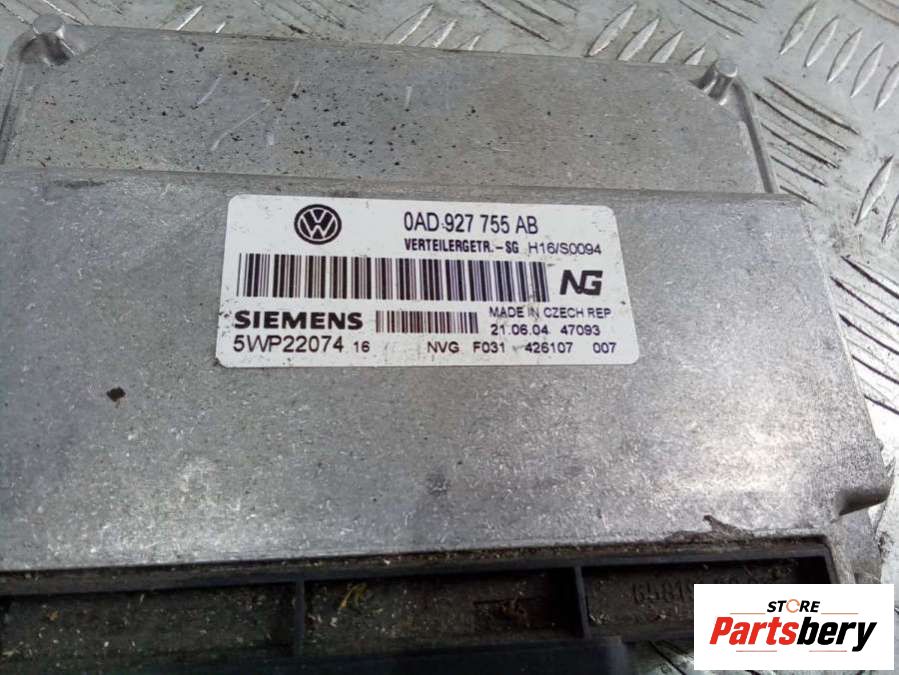 0AD 927 755 AB
VERTEILERGETR.-SG H16/S0094
NG
SIEMENS
MADE IN CZECH REP
21.06.04 47093
5WP22074 16 NVG F031 426107 007
STORE
Partsbery